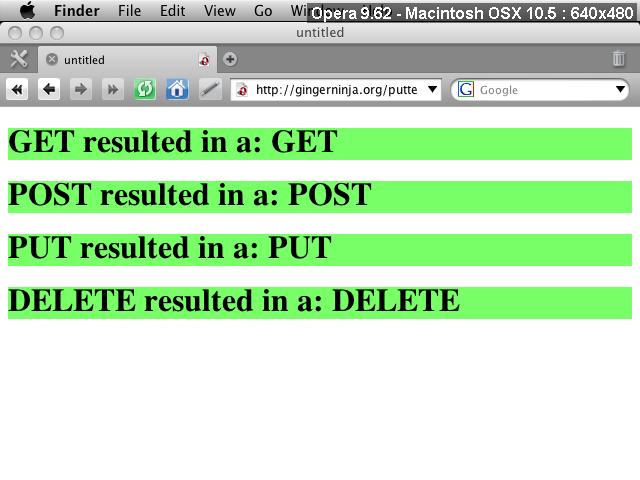 Finder File Edit View Go Opera 9.62 - Macintosh OSX 10.5 : 640x480
untitled
untitled
http://gingerninja.org/putte
Google
GET resulted in a: GET
POST resulted in a: POST
PUT resulted in a: PUT
DELETE resulted in a: DELETE